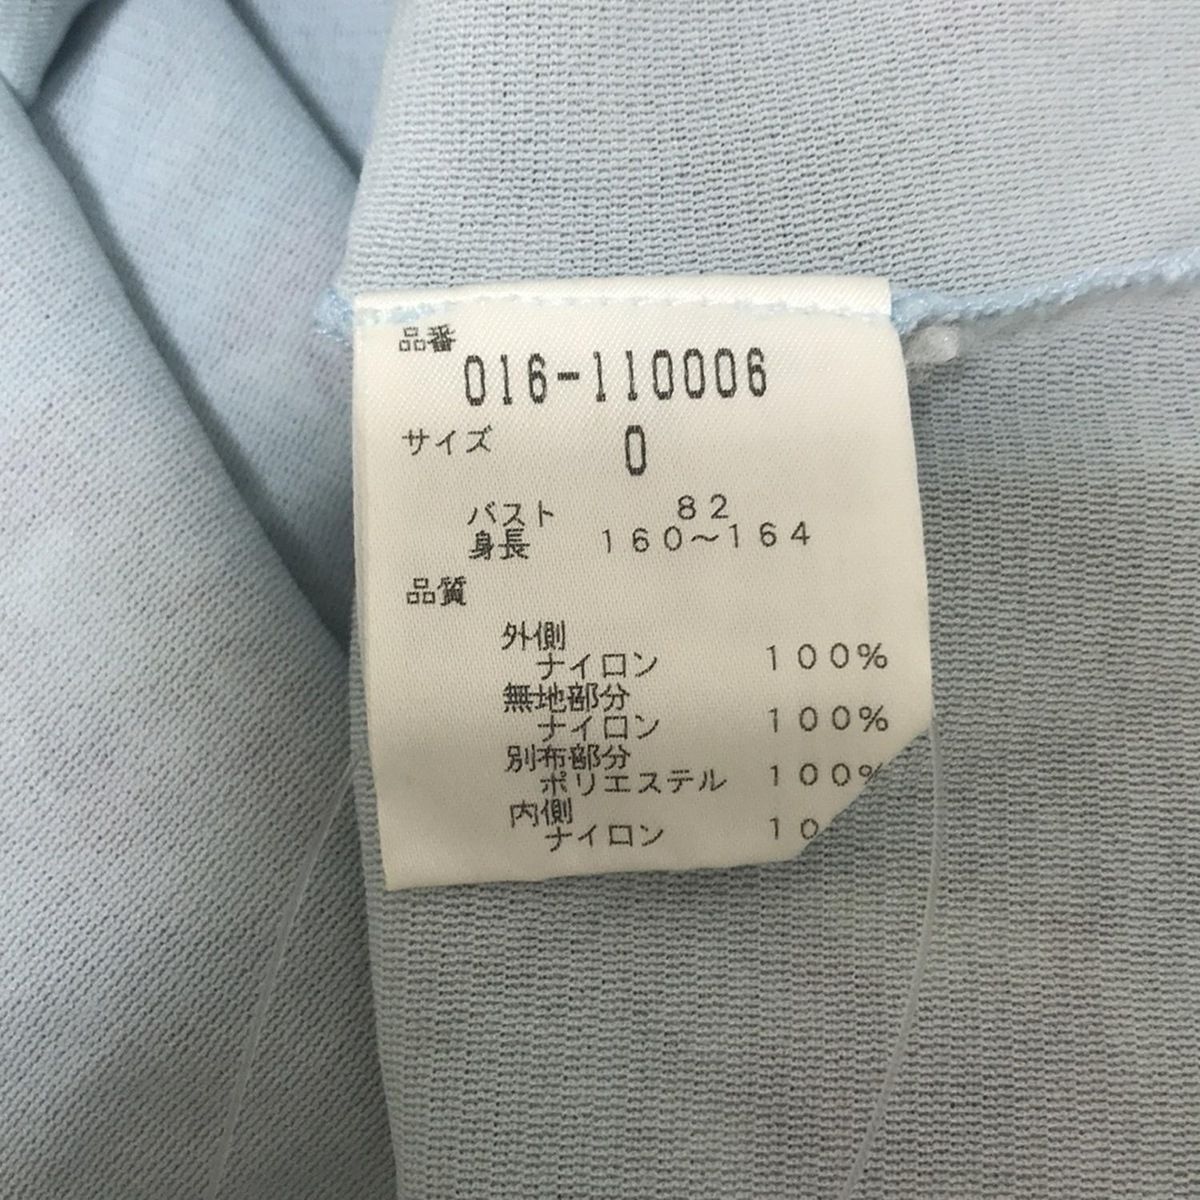 品番
016-110006
サイズ 0
バスト 82
身長 160～164
品質
外側
ナイロン 100%
無地部分
ナイロン 100%
別布部分
ポリエステル 100%
内側
ナイロン